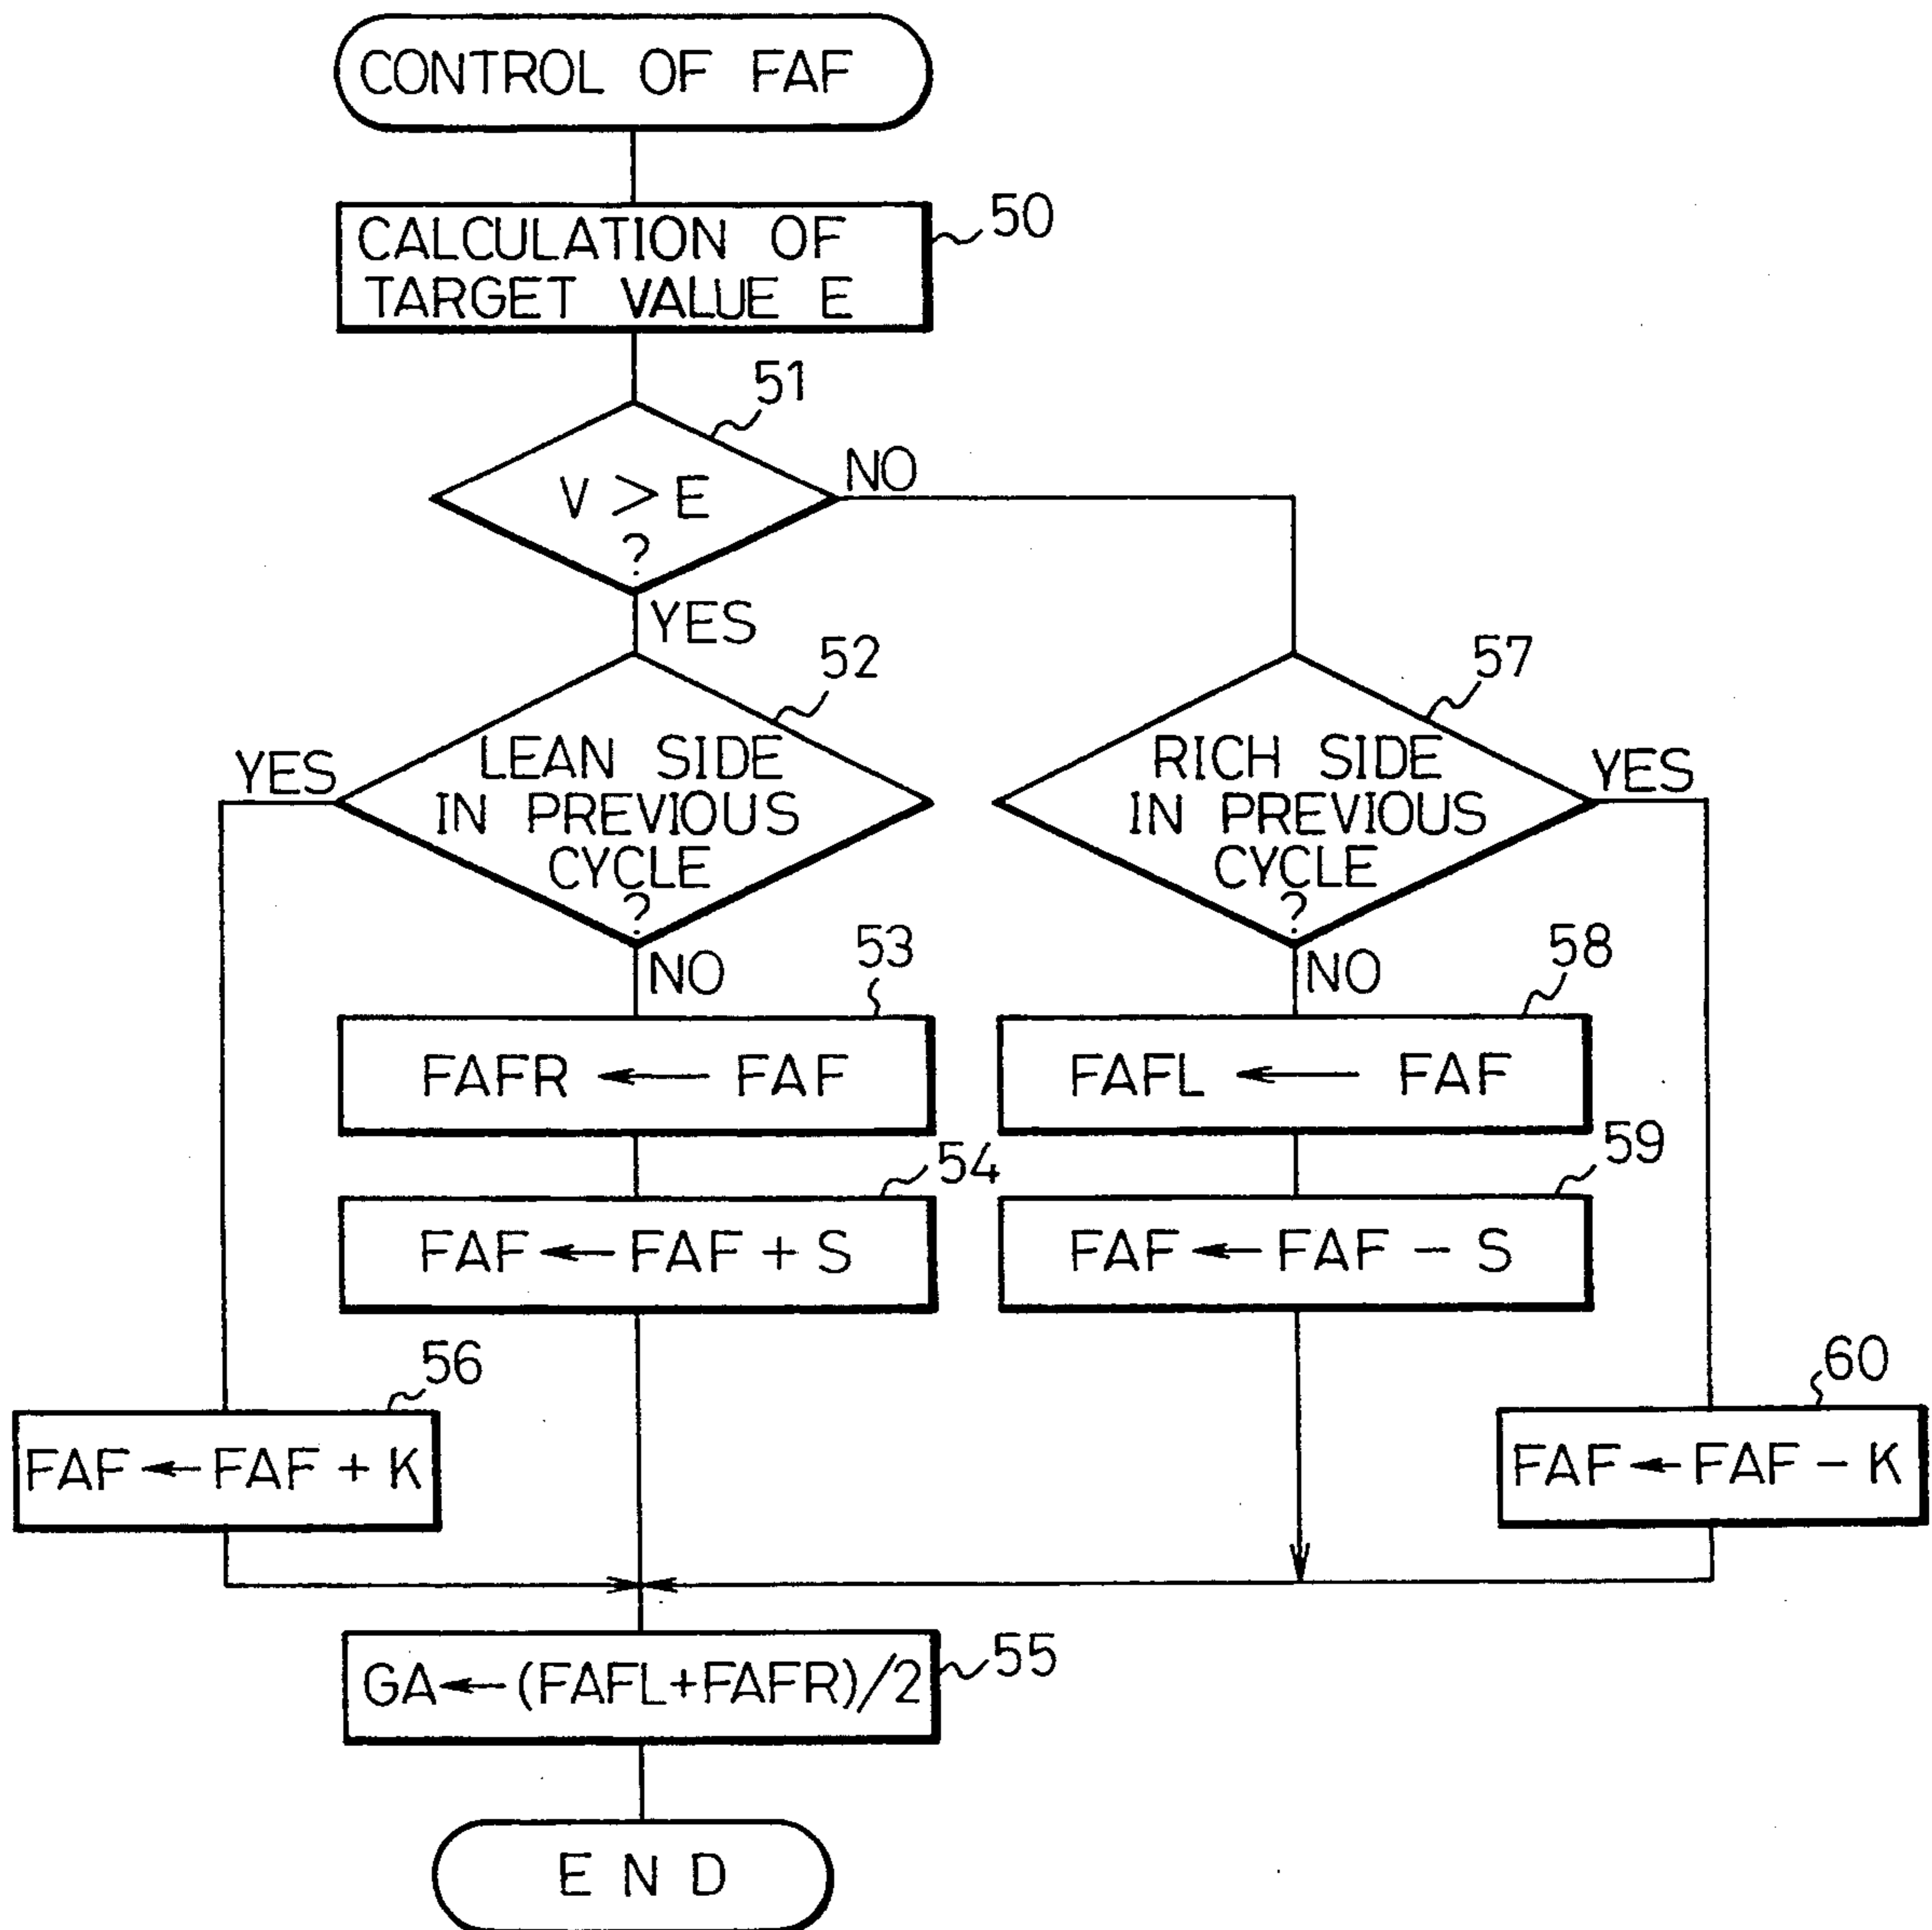 CONTROL OF FAF
CALCULATION OF
TARGET VALUE E
50
51
V > E
?
NO
YES
52
LEAN SIDE
IN PREVIOUS
CYCLE
?
YES
NO
57
RICH SIDE
IN PREVIOUS
CYCLE
?
YES
NO
53
FAFR ← FAF
58
FAFL ← FAF
54
FAF ← FAF + S
59
FAF ← FAF − S
56
FAF ← FAF + K
60
FAF ← FAF − K
GA ← (FAFL+FAFR)/2
55
END